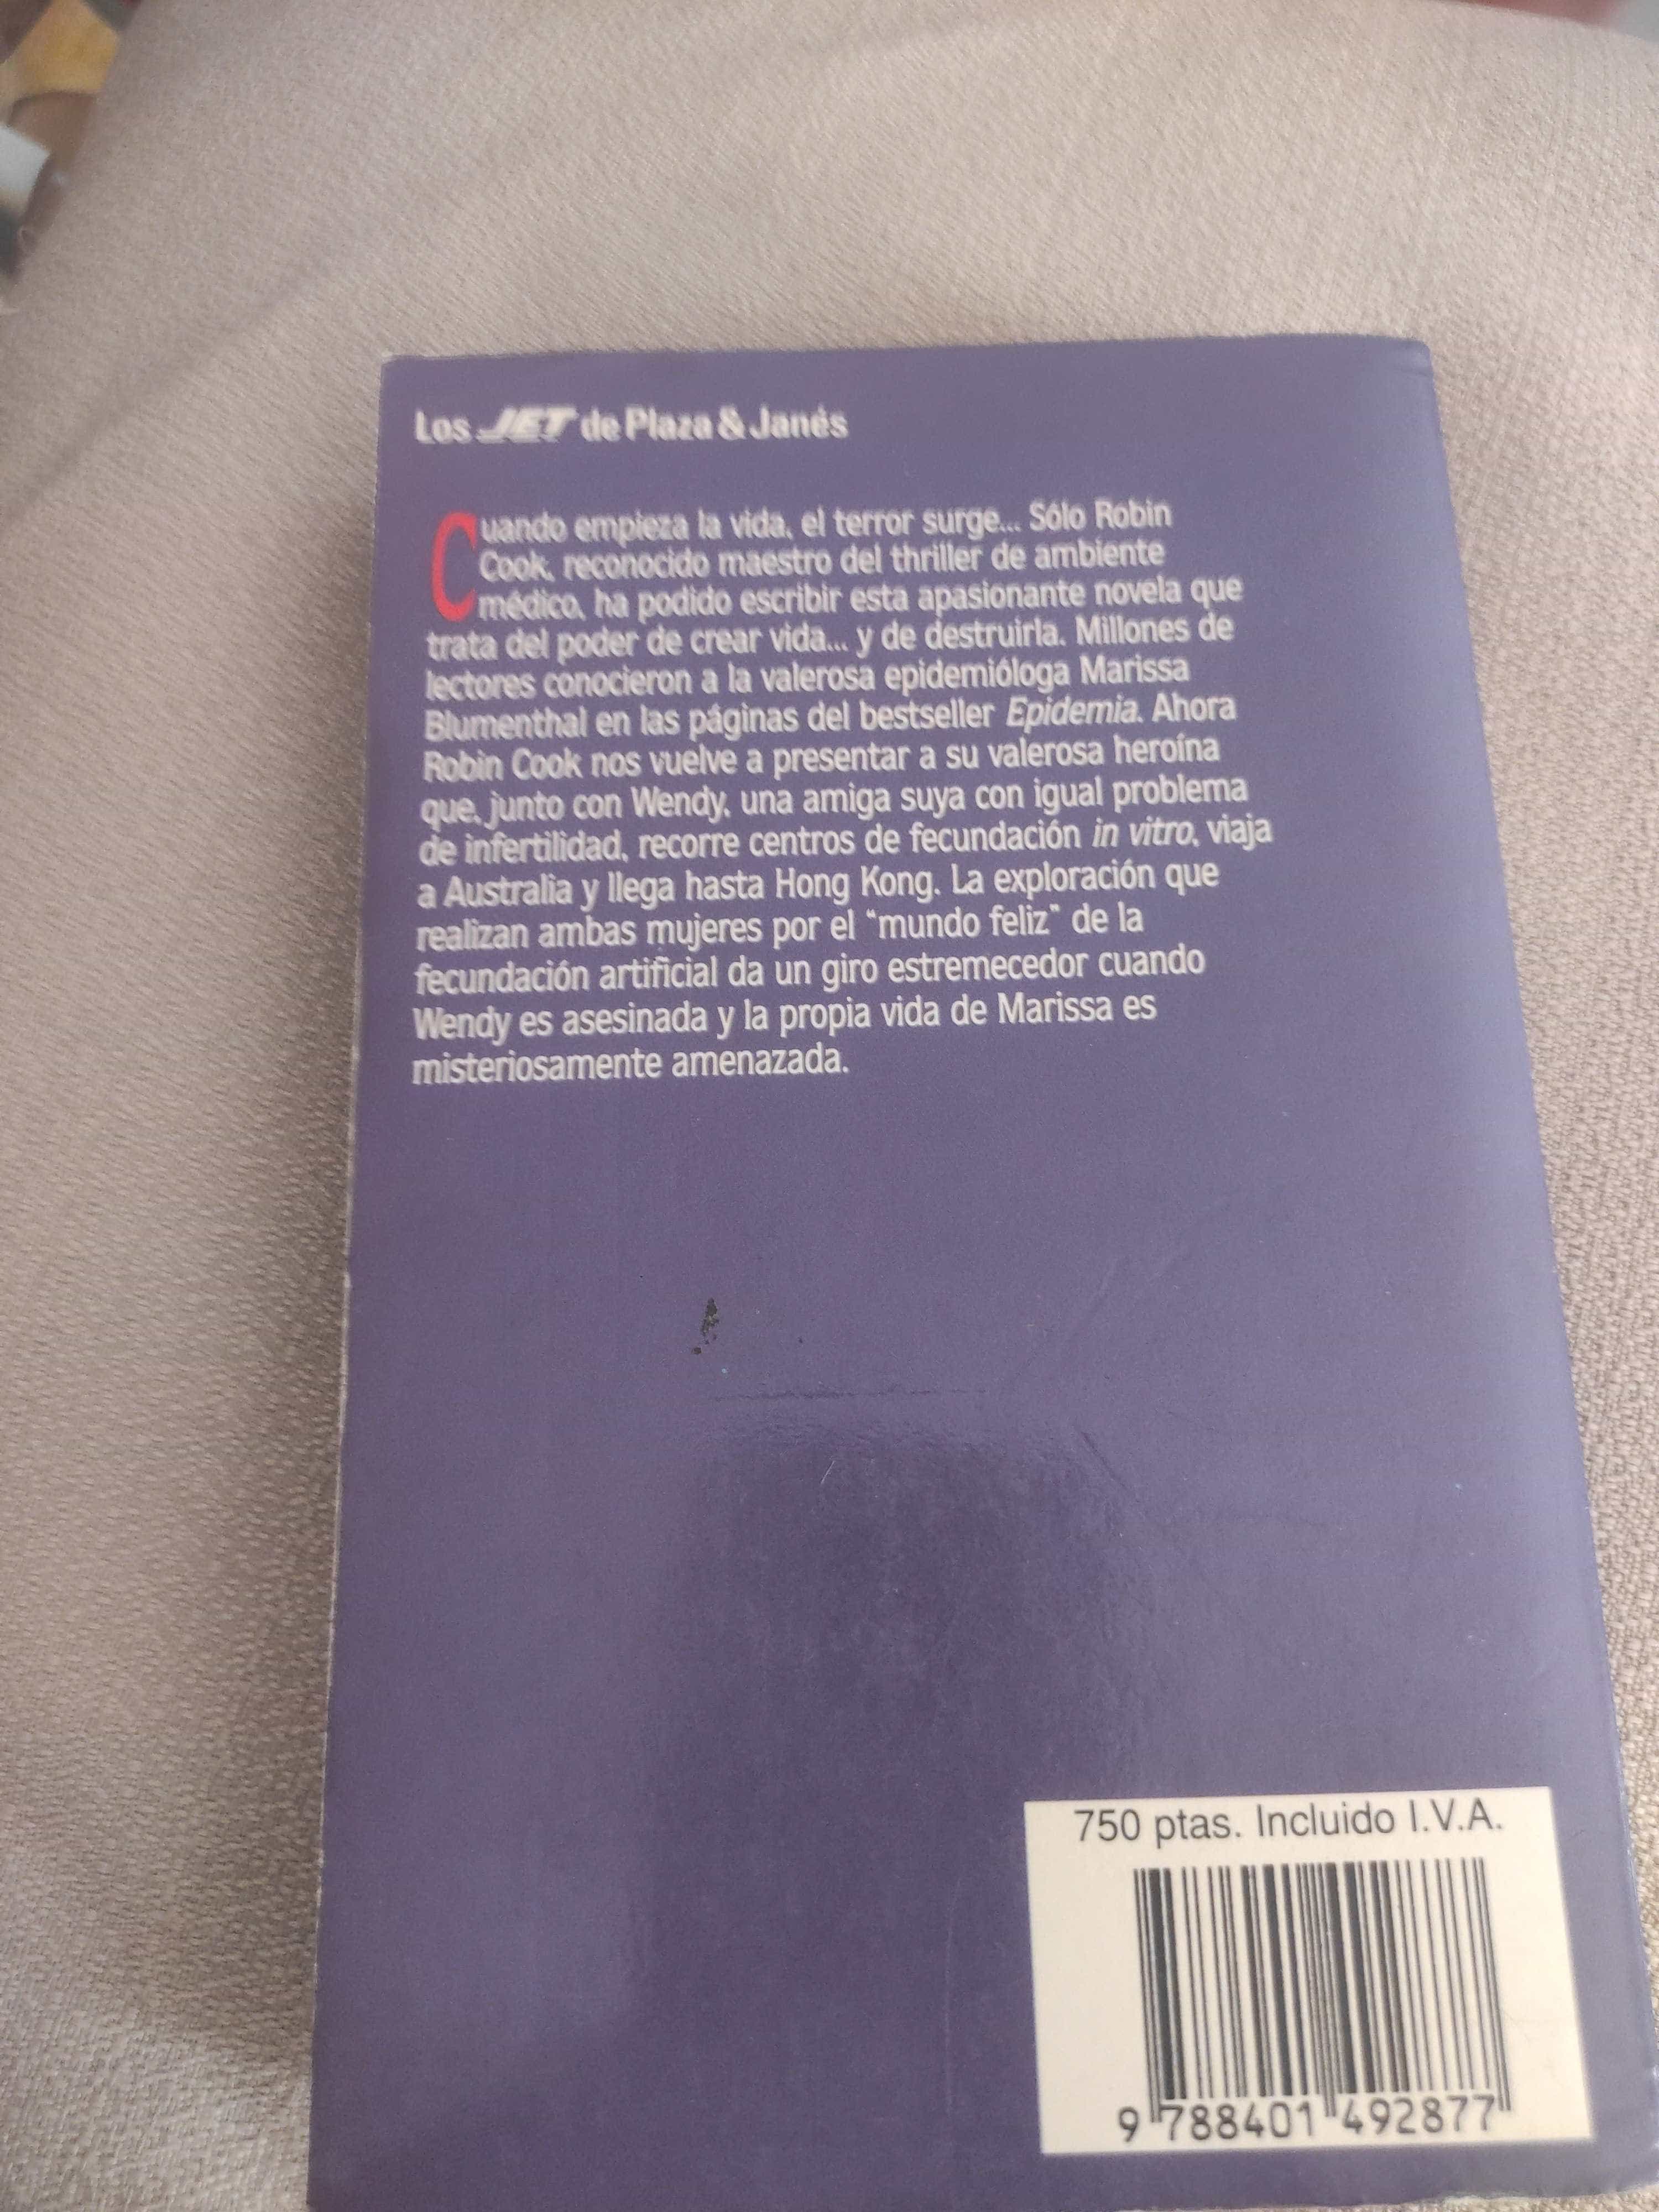 Los JET de Plaza & Janés
Cuando empieza la vida, el terror surge... Sólo Robin
Cook, reconocido maestro del thriller de ambiente
médico, ha podido escribir esta apasionante novela que
trata del poder de crear vida... y de destruirla. Millones de
lectores conocieron a la valerosa epidemióloga Marissa
Blumenthal en las páginas del bestseller Epidemia. Ahora
Robin Cook nos vuelve a presentar a su valerosa heroína
que, junto con Wendy, una amiga suya con igual problema
de infertilidad, recorre centros de fecundación in vitro, viaja
a Australia y llega hasta Hong Kong. La exploración que
realizan ambas mujeres por el "mundo feliz" de la
fecundación artificial da un giro estremecedor cuando
Wendy es asesinada y la propia vida de Marissa es
misteriosamente amenazada.
750 ptas. Incluido I.V.A.
9 788401 492877